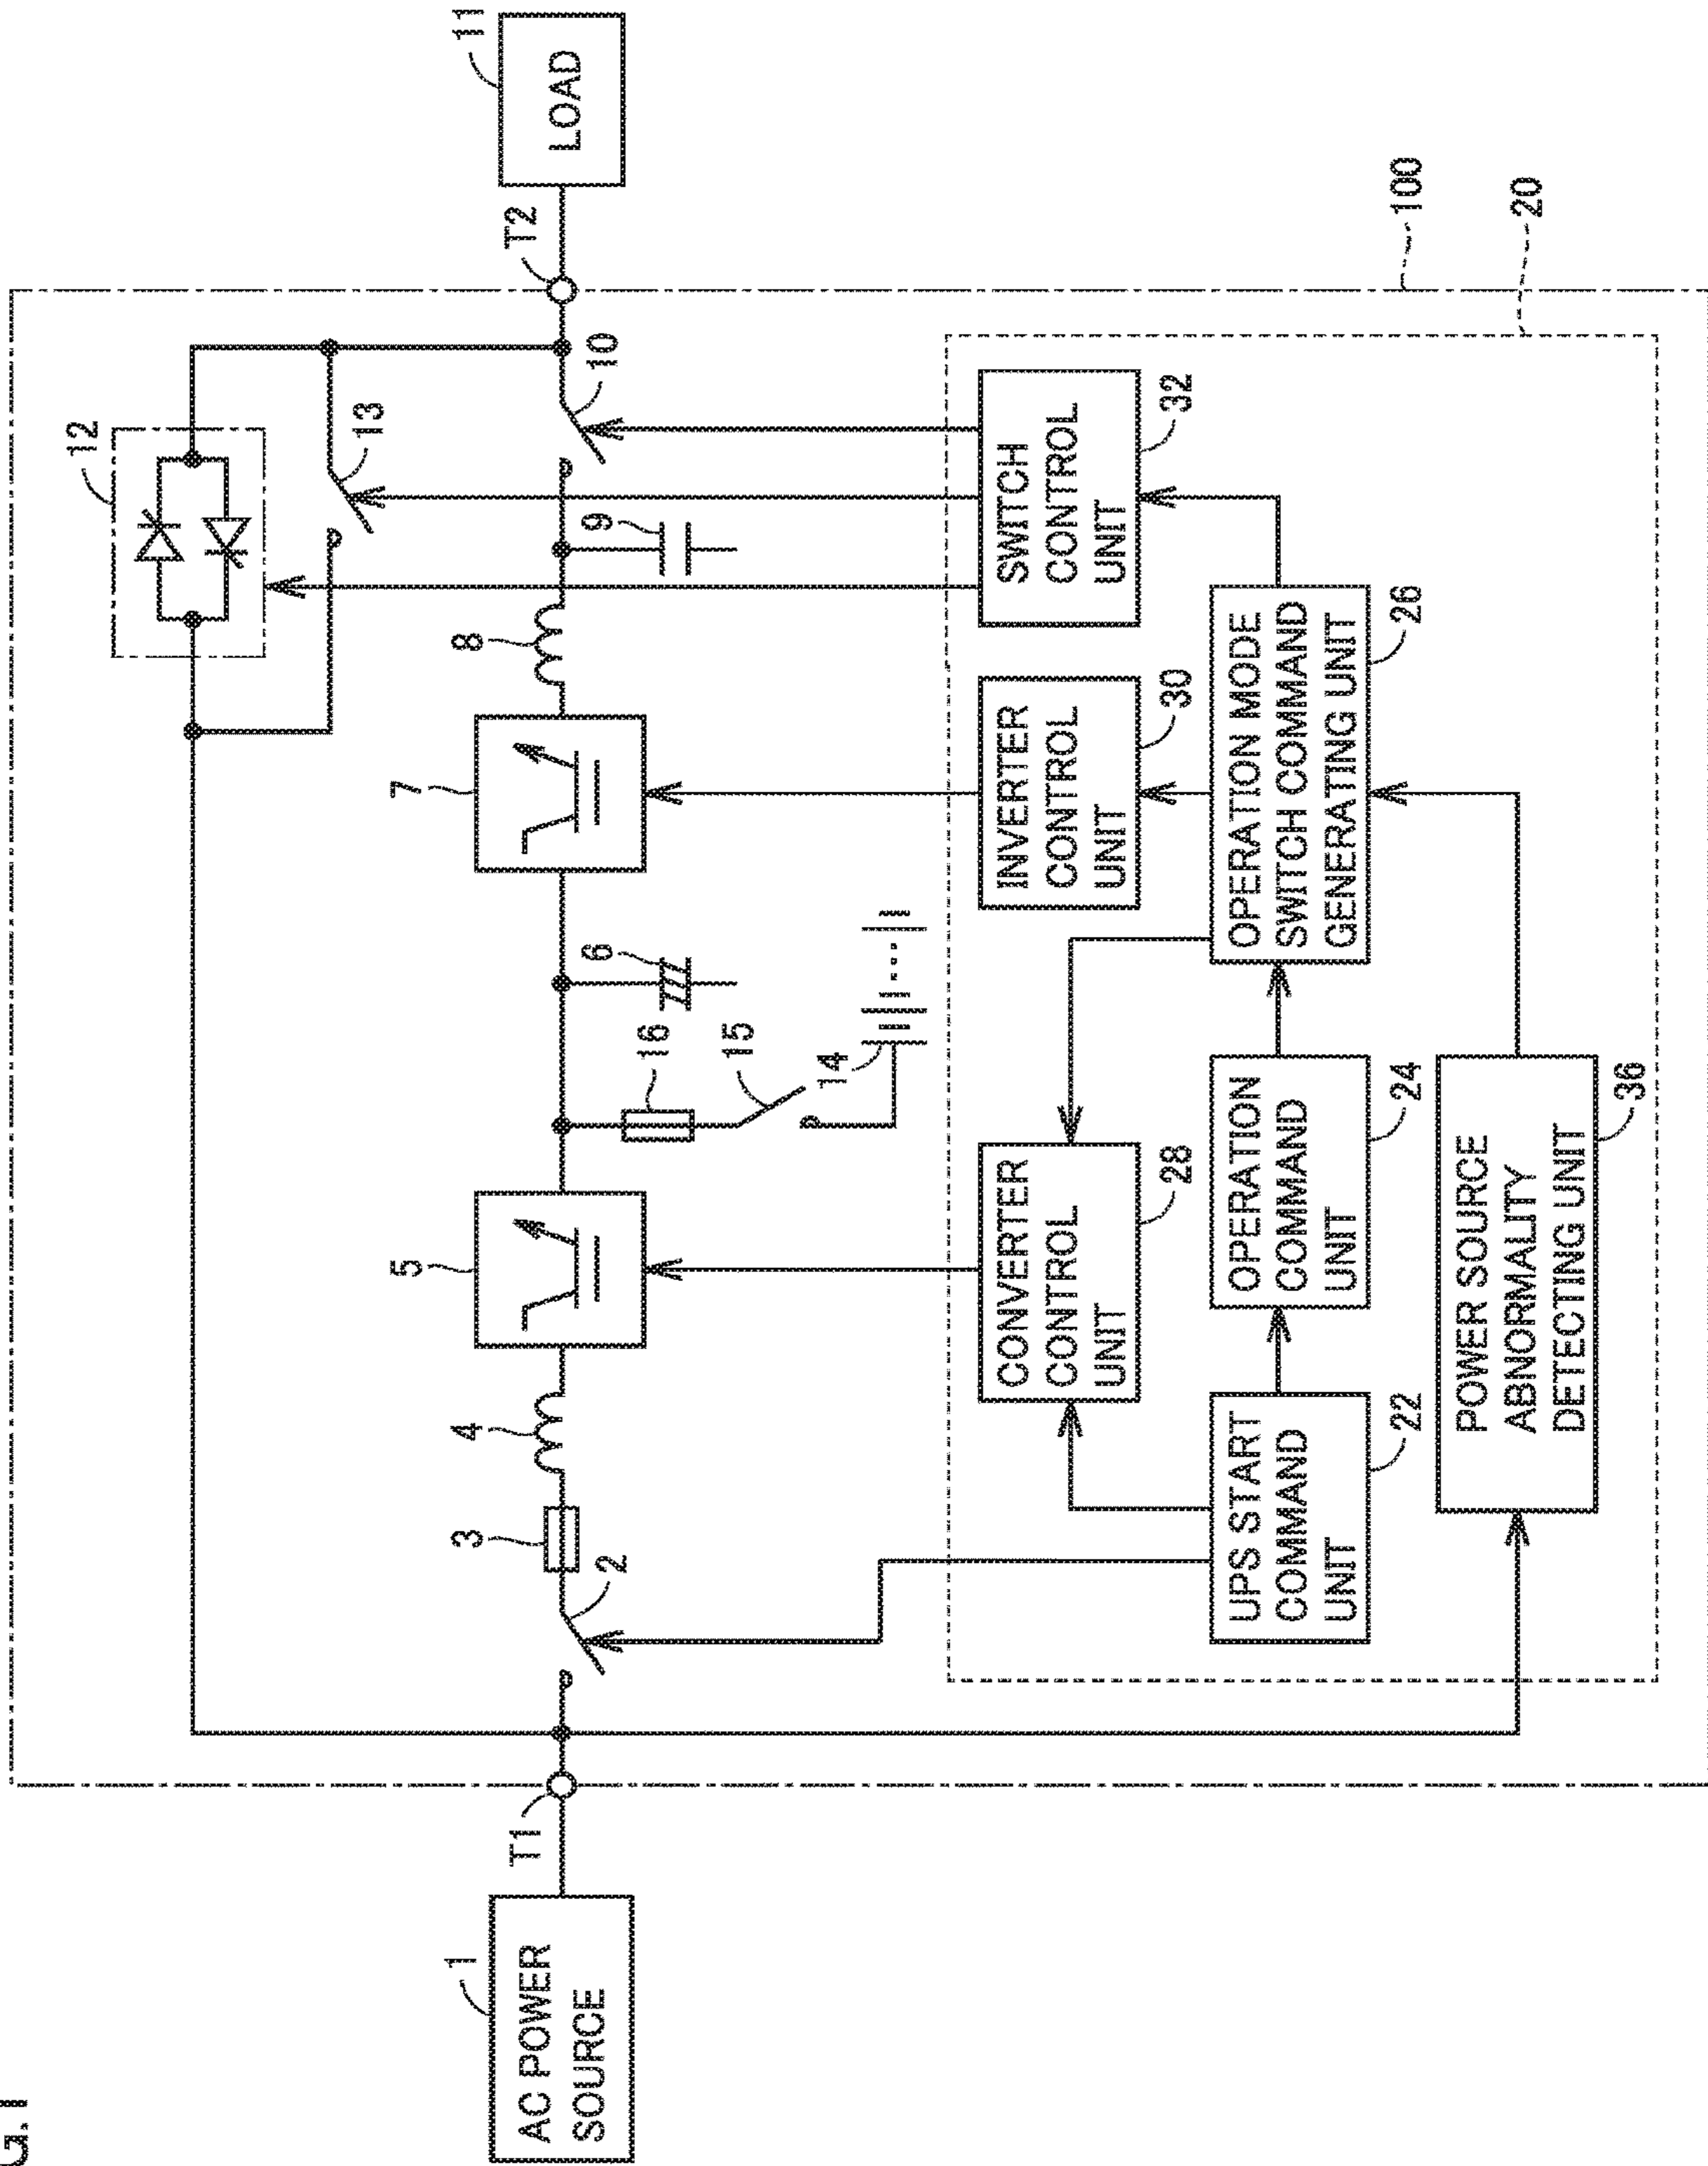 12
13
11
LOAD
T2
10
9
8
7
6
16
15
14
5
4
3
2
T1
1
AC POWER
SOURCE
100
20
SWITCH
CONTROL
UNIT
32
INVERTER
CONTROL
UNIT
30
CONVERTER
CONTROL
UNIT
28
OPERATION MODE
SWITCH COMMAND
GENERATING UNIT
26
OPERATION
COMMAND
UNIT
24
UPS START
COMMAND
UNIT
22
POWER SOURCE
ABNORMALITY
DETECTING UNIT
36